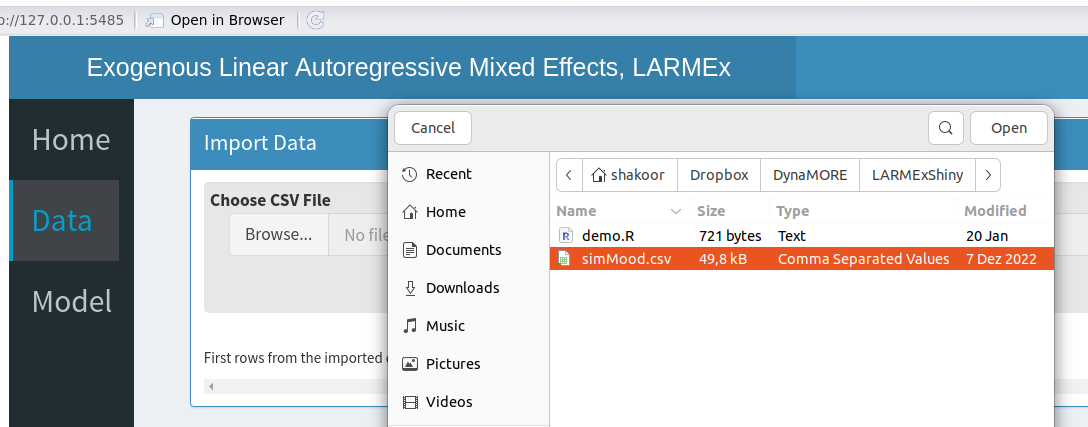 p://127.0.0.1:5485 Open in Browser
Exogenous Linear Autoregressive Mixed Effects, LARMEx
Home
Data
Model
Import Data
Choose CSV File
Browse... No file
First rows from the imported
Cancel Open
Recent
Home
Documents
Downloads
Music
Pictures
Videos
shakoor Dropbox DynaMORE LARMExShiny
Name Size Type Modified
demo.R 721 bytes Text 20 Jan
simMood.csv 49,8 kB Comma Separated Values 7 Dez 2022